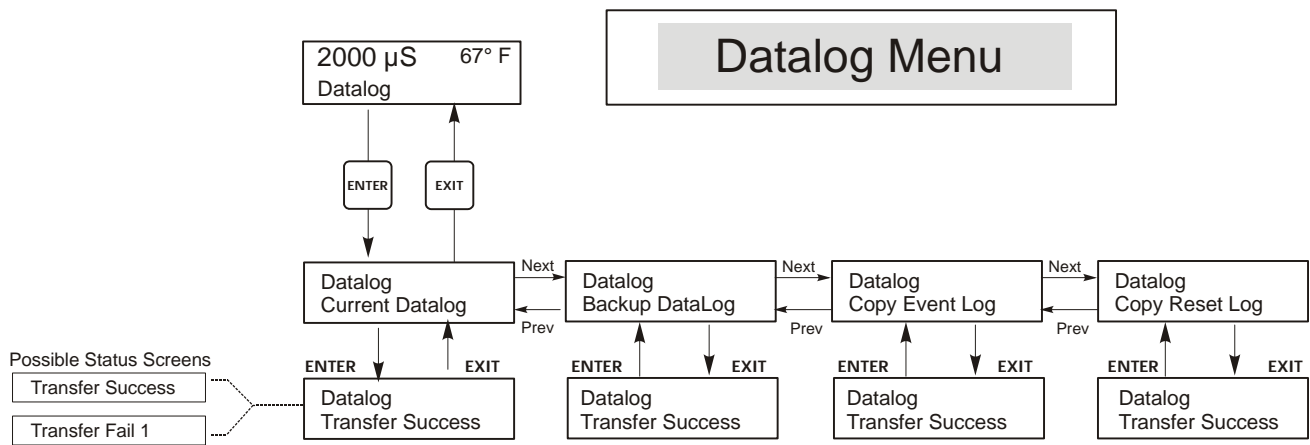 2000 µS 67° F
Datalog
Datalog Menu
ENTER
EXIT
Datalog
Current Datalog
Next
Prev
Datalog
Backup DataLog
Next
Prev
Datalog
Copy Event Log
Next
Prev
Datalog
Copy Reset Log
Possible Status Screens
Transfer Success
Transfer Fail 1
ENTER EXIT
Datalog
Transfer Success
ENTER EXIT
Datalog
Transfer Success
ENTER EXIT
Datalog
Transfer Success
ENTER EXIT
Datalog
Transfer Success